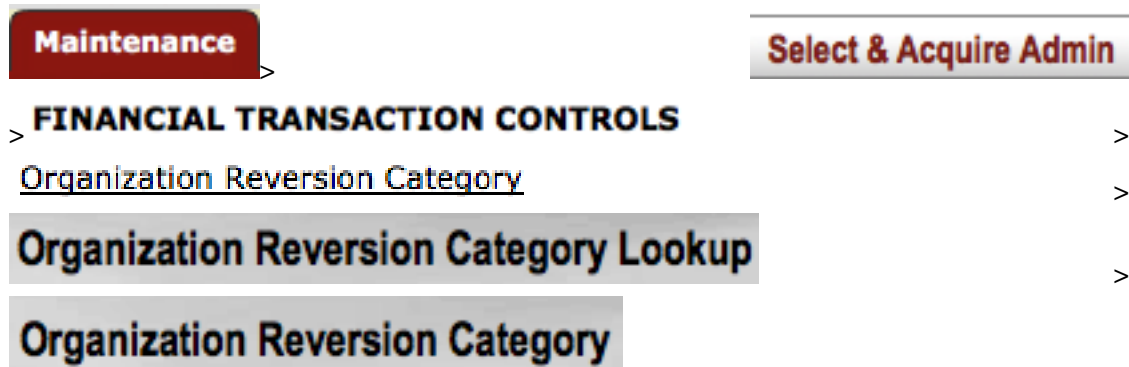 Maintenance > Select & Acquire Admin
> FINANCIAL TRANSACTION CONTROLS >
Organization Reversion Category >
Organization Reversion Category Lookup >
Organization Reversion Category